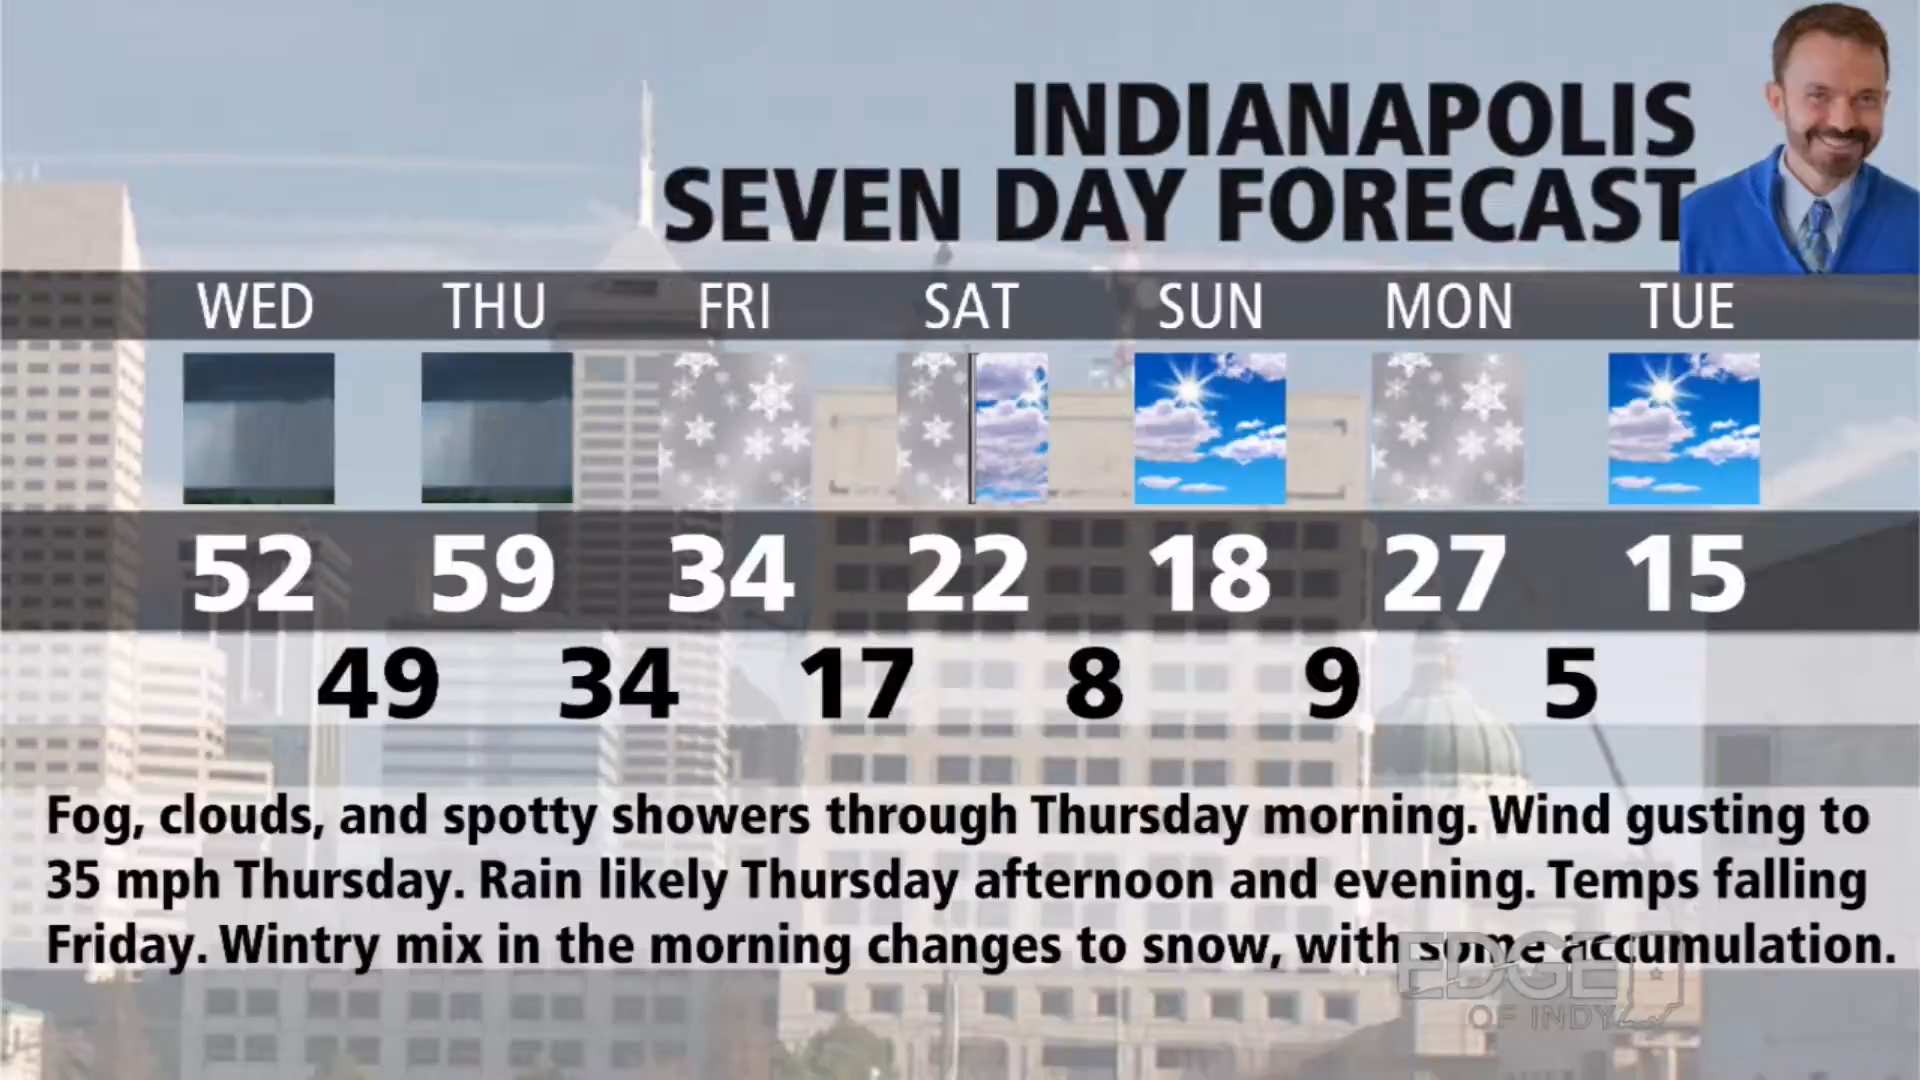 INDIANAPOLIS
SEVEN DAY FORECAST
WED THU FRI SAT SUN MON TUE
52 59 34 22 18 27 15
49 34 17 8 9 5
Fog, clouds, and spotty showers through Thursday morning. Wind gusting to
35 mph Thursday. Rain likely Thursday afternoon and evening. Temps falling
Friday. Wintry mix in the morning changes to snow, with some accumulation.
EDGE
OF INDY